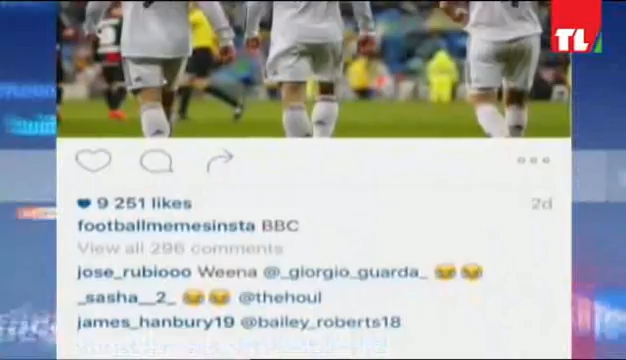 TL
9 251 likes
2d
footballmemesinsta BBC
View all 296 comments
jose_rubiooo Weena @_giorgio_guarda_ 😂😂
_sasha__2_ 😂😂 @thehoul
james_hanbury19 @bailey_roberts18